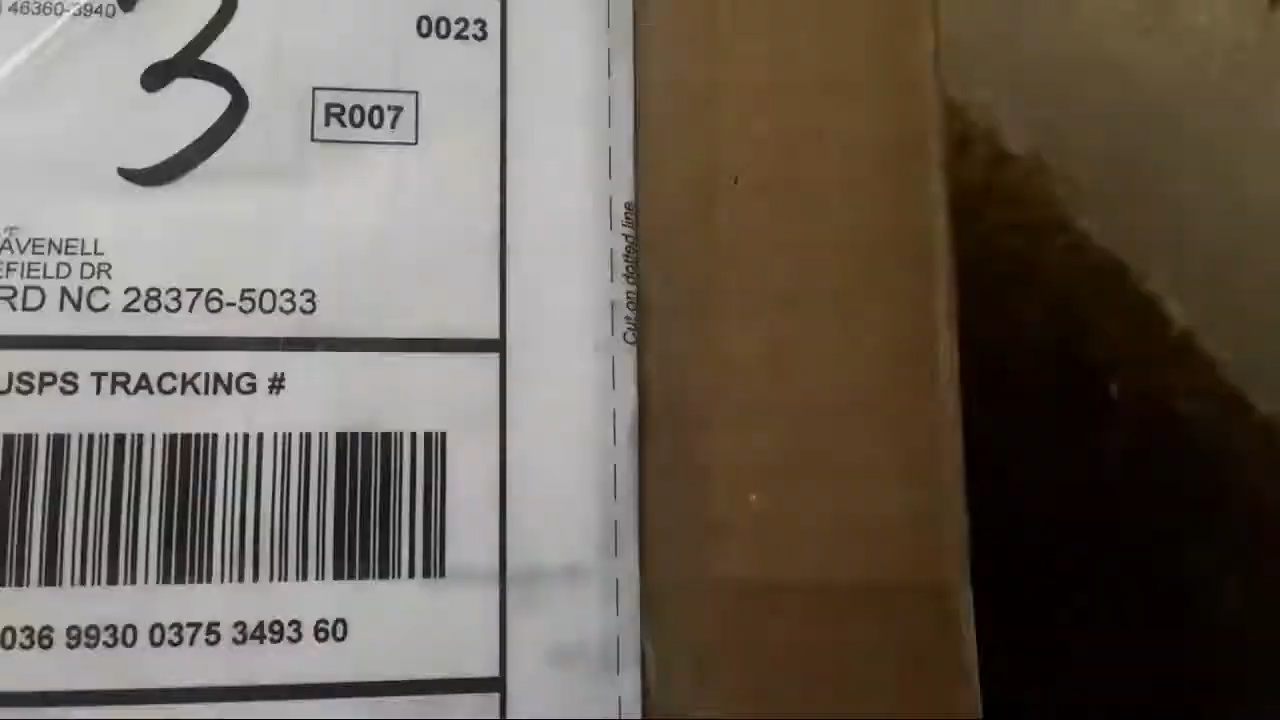 46360-3940
3
0023
R007
AVENELL
EFIELD DR
RD NC 28376-5033
Cut on dotted line
USPS TRACKING #
036 9930 0375 3493 60